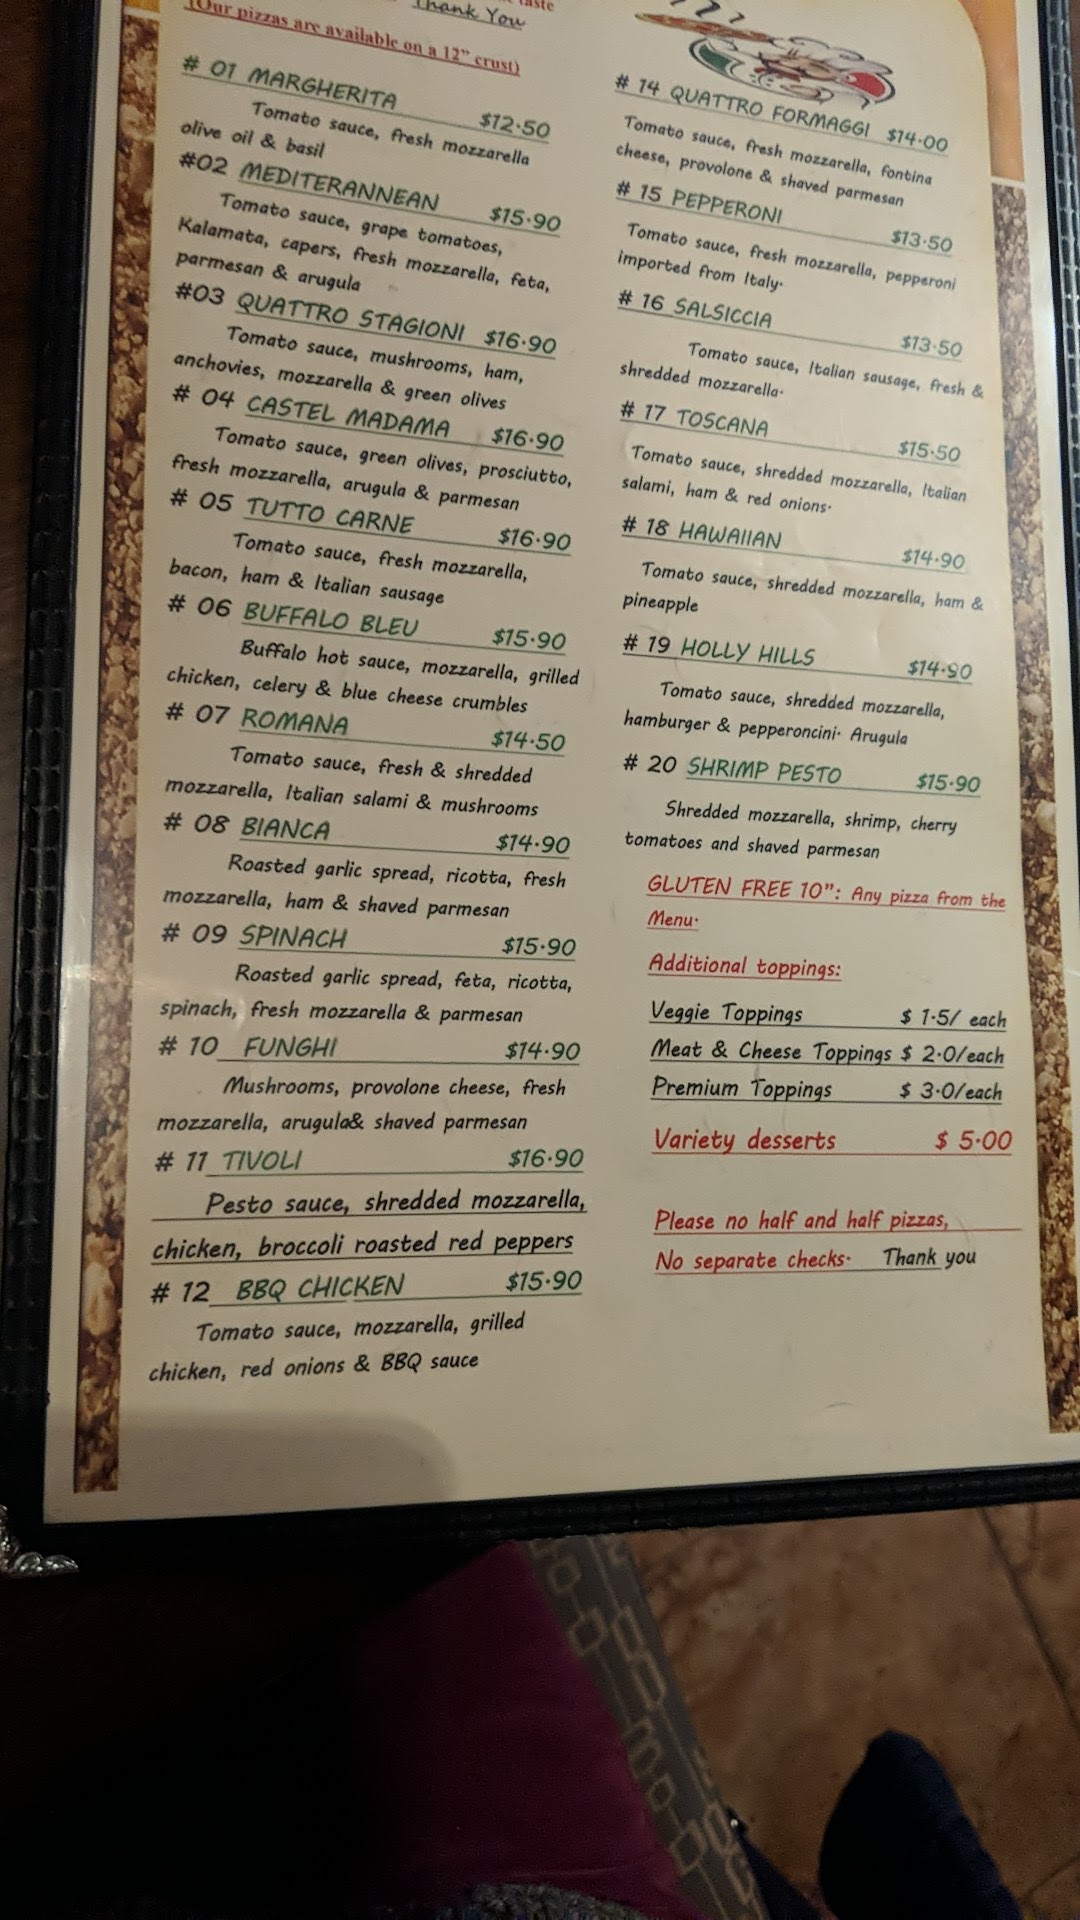 taste
Thank You
(Our pizzas are available on a 12" crust)
# 01 MARGHERITA $12.50
Tomato sauce, fresh mozzarella
olive oil & basil
#02 MEDITERANNEAN $15.90
Tomato sauce, grape tomatoes,
Kalamata, capers, fresh mozzarella, feta,
parmesan & arugula
#03 QUATTRO STAGIONI $16.90
Tomato sauce, mushrooms, ham,
anchovies, mozzarella & green olives
# 04 CASTEL MADAMA $16.90
Tomato sauce, green olives, prosciutto,
fresh mozzarella, arugula & parmesan
# 05 TUTTO CARNE $16.90
Tomato sauce, fresh mozzarella,
bacon, ham & Italian sausage
# 06 BUFFALO BLEU $15.90
Buffalo hot sauce, mozzarella, grilled
chicken, celery & blue cheese crumbles
# 07 ROMANA $14.50
Tomato sauce, fresh & shredded
mozzarella, Italian salami & mushrooms
# 08 BIANCA $14.90
Roasted garlic spread, ricotta, fresh
mozzarella, ham & shaved parmesan
# 09 SPINACH $15.90
Roasted garlic spread, feta, ricotta,
spinach, fresh mozzarella & parmesan
# 10 FUNGHI $14.90
Mushrooms, provolone cheese, fresh
mozzarella, arugula& shaved parmesan
# 11 TIVOLI $16.90
Pesto sauce, shredded mozzarella,
chicken, broccoli roasted red peppers
# 12 BBQ CHICKEN $15.90
Tomato sauce, mozzarella, grilled
chicken, red onions & BBQ sauce
# 14 QUATTRO FORMAGGI $14.00
Tomato sauce, fresh mozzarella, fontina
cheese, provolone & shaved parmesan
# 15 PEPPERONI $13.50
Tomato sauce, fresh mozzarella, pepperoni
imported from Italy.
# 16 SALSICCIA $13.50
Tomato sauce, Italian sausage, fresh &
shredded mozzarella.
# 17 TOSCANA $15.50
Tomato sauce, shredded mozzarella, Italian
salami, ham & red onions.
# 18 HAWAIIAN $14.90
Tomato sauce, shredded mozzarella, ham &
pineapple
# 19 HOLLY HILLS $14.90
Tomato sauce, shredded mozzarella,
hamburger & pepperoncini. Arugula
# 20 SHRIMP PESTO $15.90
Shredded mozzarella, shrimp, cherry
tomatoes and shaved parmesan
GLUTEN FREE 10": Any pizza from the
Menu.
Additional toppings:
Veggie Toppings $ 1.5/ each
Meat & Cheese Toppings $ 2.0/each
Premium Toppings $ 3.0/each
Variety desserts $ 5.00
Please no half and half pizzas,
No separate checks. Thank you